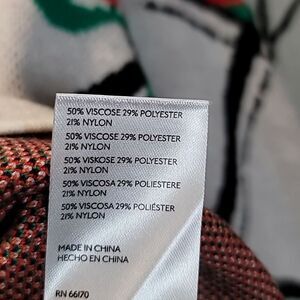 50% VISCOSE 29% POLYESTER
21% NYLON
50% VISCOSE 29% POLYESTER
21% NYLON
50% VISKOSE 29% POLYESTER
21% NYLON
50% VISCOSA 29% POLIESTERE
21% NYLON
50% VISCOSA 29% POLIÉSTER
21% NYLON
MADE IN CHINA
HECHO EN CHINA
RN 66170